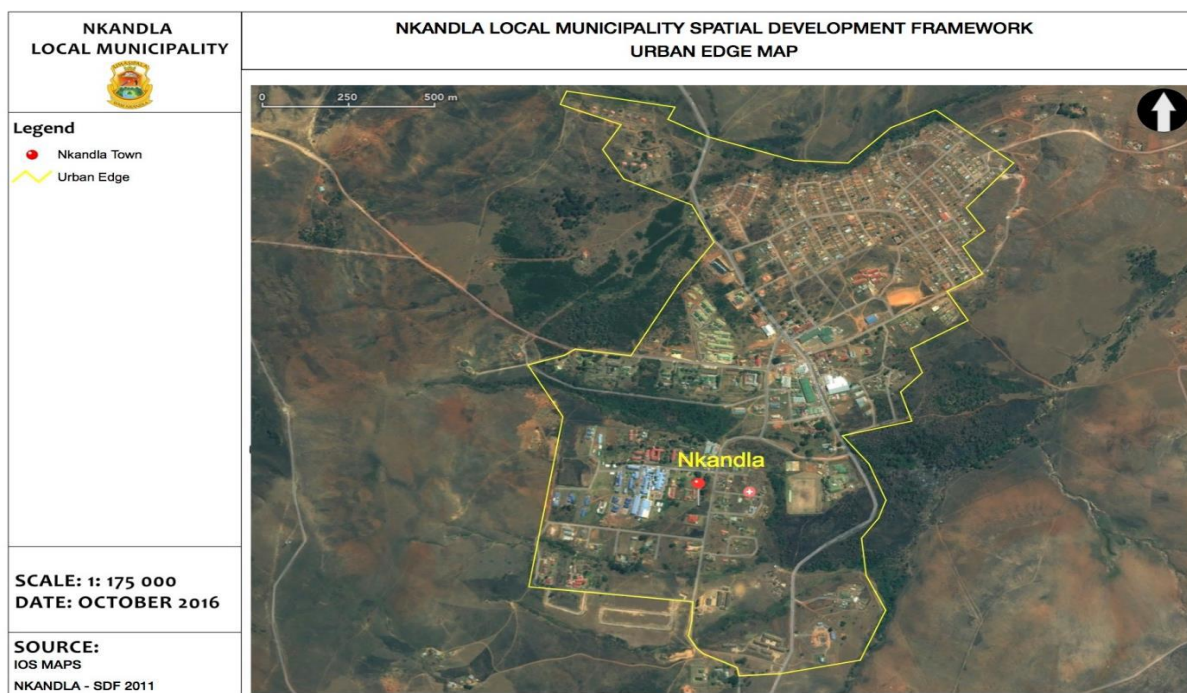 NKANDLA
LOCAL MUNICIPALITY
NKANDLA LOCAL MUNICIPALITY SPATIAL DEVELOPMENT FRAMEWORK
URBAN EDGE MAP
Legend
Nkandla Town
Urban Edge
0 250 500 m
Nkandla
SCALE: 1: 175 000
DATE: OCTOBER 2016
SOURCE:
IOS MAPS
NKANDLA - SDF 2011